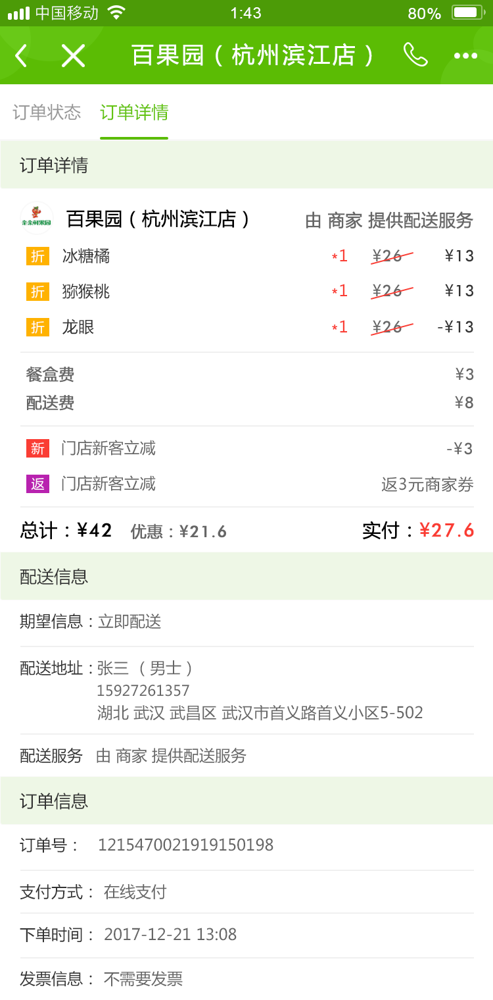 中国移动 1:43 80%
百果园（杭州滨江店）
订单状态 订单详情
订单详情
亲亲鲜果园
百果园（杭州滨江店） 由 商家 提供配送服务
折 冰糖橘 *1 ¥26 ¥13
折 猕猴桃 *1 ¥26 ¥13
折 龙眼 *1 ¥26 -¥13
餐盒费 ¥3
配送费 ¥8
新 门店新客立减 -¥3
返 门店新客立减 返3元商家券
总计：¥42 优惠：¥21.6 实付：¥27.6
配送信息
期望信息：立即配送
配送地址：张三 （男士）
15927261357
湖北 武汉 武昌区 武汉市首义路首义小区5-502
配送服务 由 商家 提供配送服务
订单信息
订单号： 1215470021919150198
支付方式： 在线支付
下单时间： 2017-12-21 13:08
发票信息： 不需要发票